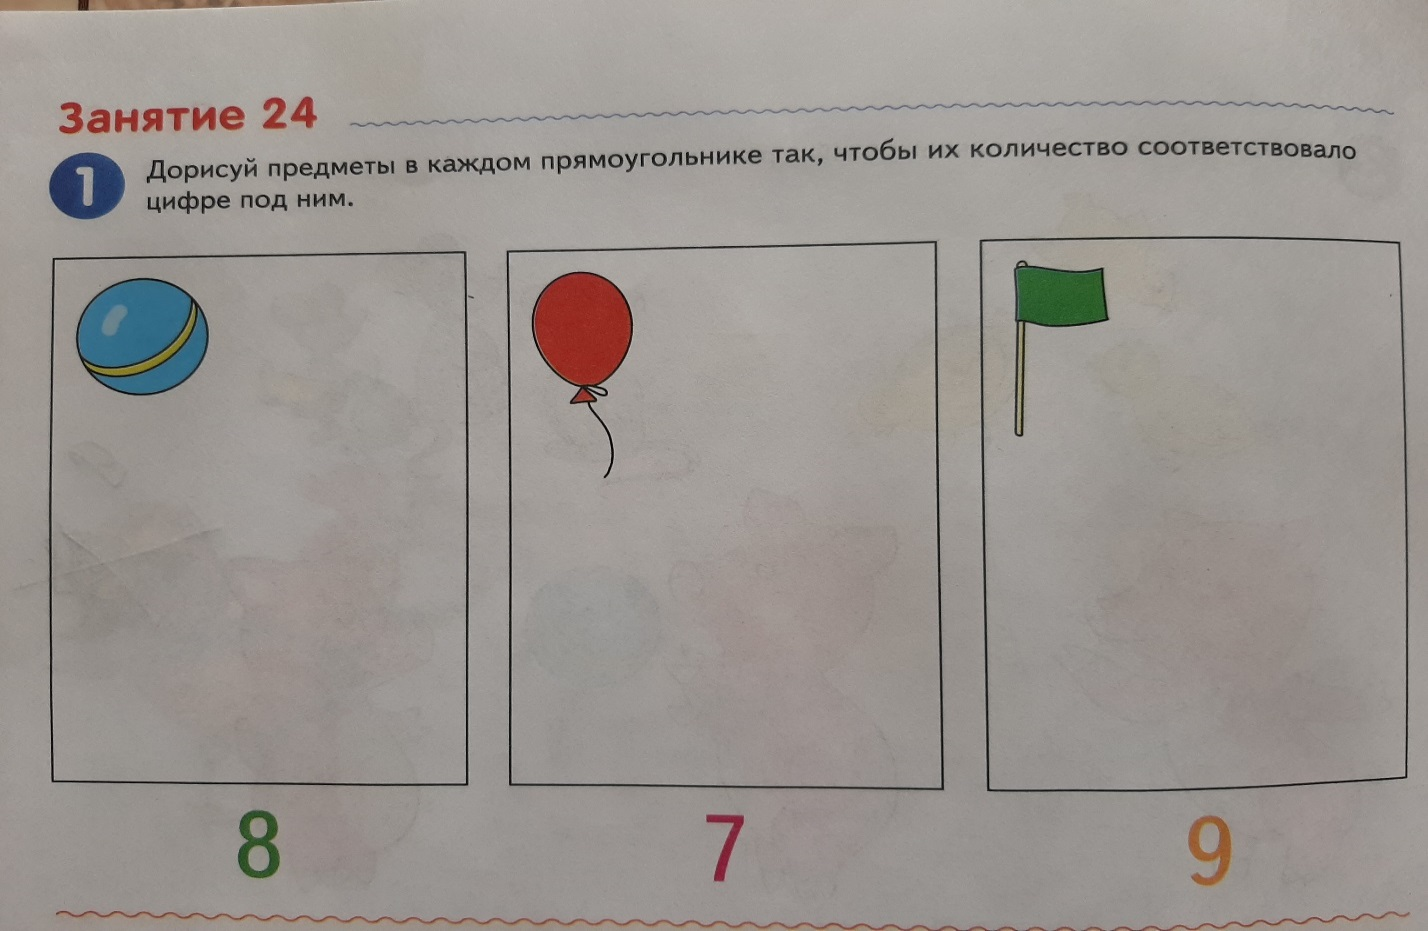 Занятие 24
1
Дорисуй предметы в каждом прямоугольнике так, чтобы их количество соответствовало
цифре под ним.
8 7 9